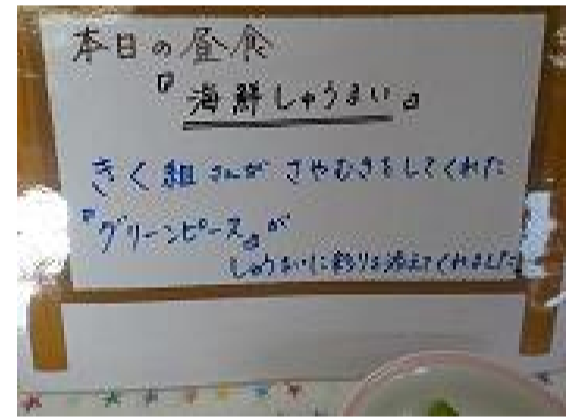 本日の昼食
『海鮮しゅうまい』
きく組さんが さやむきをしてくれた
『グリーンピース』が
しゅうまいに彩りを添えてくれました